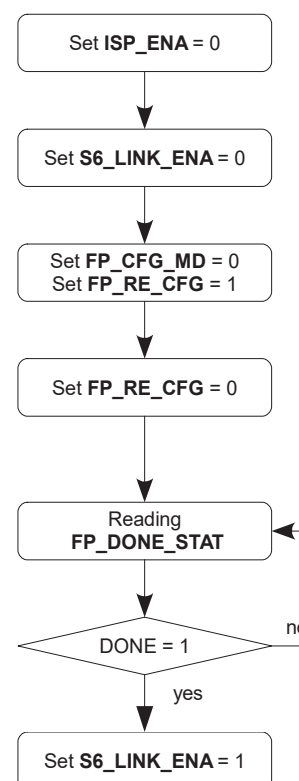 Set ISP_ENA = 0
Set S6_LINK_ENA = 0
Set FP_CFG_MD = 0
Set FP_RE_CFG = 1
Set FP_RE_CFG = 0
Reading
FP_DONE_STAT
DONE = 1
no
yes
Set S6_LINK_ENA = 1